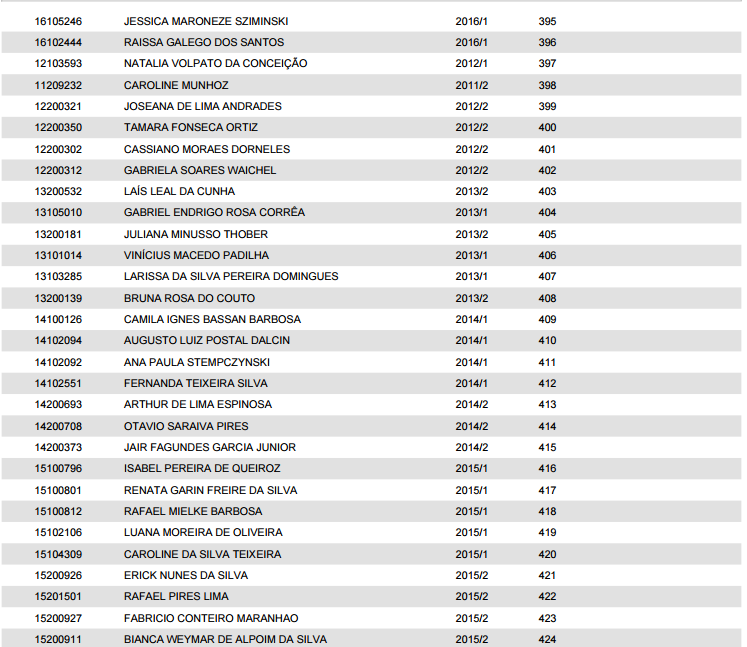 16105246 JESSICA MARONEZE SZIMINSKI 2016/1 395
16102444 RAISSA GALEGO DOS SANTOS 2016/1 396
12103593 NATALIA VOLPATO DA CONCEIÇÃO 2012/1 397
11209232 CAROLINE MUNHOZ 2011/2 398
12200321 JOSEANA DE LIMA ANDRADES 2012/2 399
12200350 TAMARA FONSECA ORTIZ 2012/2 400
12200302 CASSIANO MORAES DORNELES 2012/2 401
12200312 GABRIELA SOARES WAICHEL 2012/2 402
13200532 LAÍS LEAL DA CUNHA 2013/2 403
13105010 GABRIEL ENDRIGO ROSA CORRÊA 2013/1 404
13200181 JULIANA MINUSSO THOBER 2013/2 405
13101014 VINÍCIUS MACEDO PADILHA 2013/1 406
13103285 LARISSA DA SILVA PEREIRA DOMINGUES 2013/1 407
13200139 BRUNA ROSA DO COUTO 2013/2 408
14100126 CAMILA IGNES BASSAN BARBOSA 2014/1 409
14102094 AUGUSTO LUIZ POSTAL DALCIN 2014/1 410
14102092 ANA PAULA STEMPCZYNSKI 2014/1 411
14102551 FERNANDA TEIXEIRA SILVA 2014/1 412
14200693 ARTHUR DE LIMA ESPINOSA 2014/2 413
14200708 OTAVIO SARAIVA PIRES 2014/2 414
14200373 JAIR FAGUNDES GARCIA JUNIOR 2014/2 415
15100796 ISABEL PEREIRA DE QUEIROZ 2015/1 416
15100801 RENATA GARIN FREIRE DA SILVA 2015/1 417
15100812 RAFAEL MIELKE BARBOSA 2015/1 418
15102106 LUANA MOREIRA DE OLIVEIRA 2015/1 419
15104309 CAROLINE DA SILVA TEIXEIRA 2015/1 420
15200926 ERICK NUNES DA SILVA 2015/2 421
15201501 RAFAEL PIRES LIMA 2015/2 422
15200927 FABRICIO CONTEIRO MARANHAO 2015/2 423
15200911 BIANCA WEYMAR DE ALPOIM DA SILVA 2015/2 424